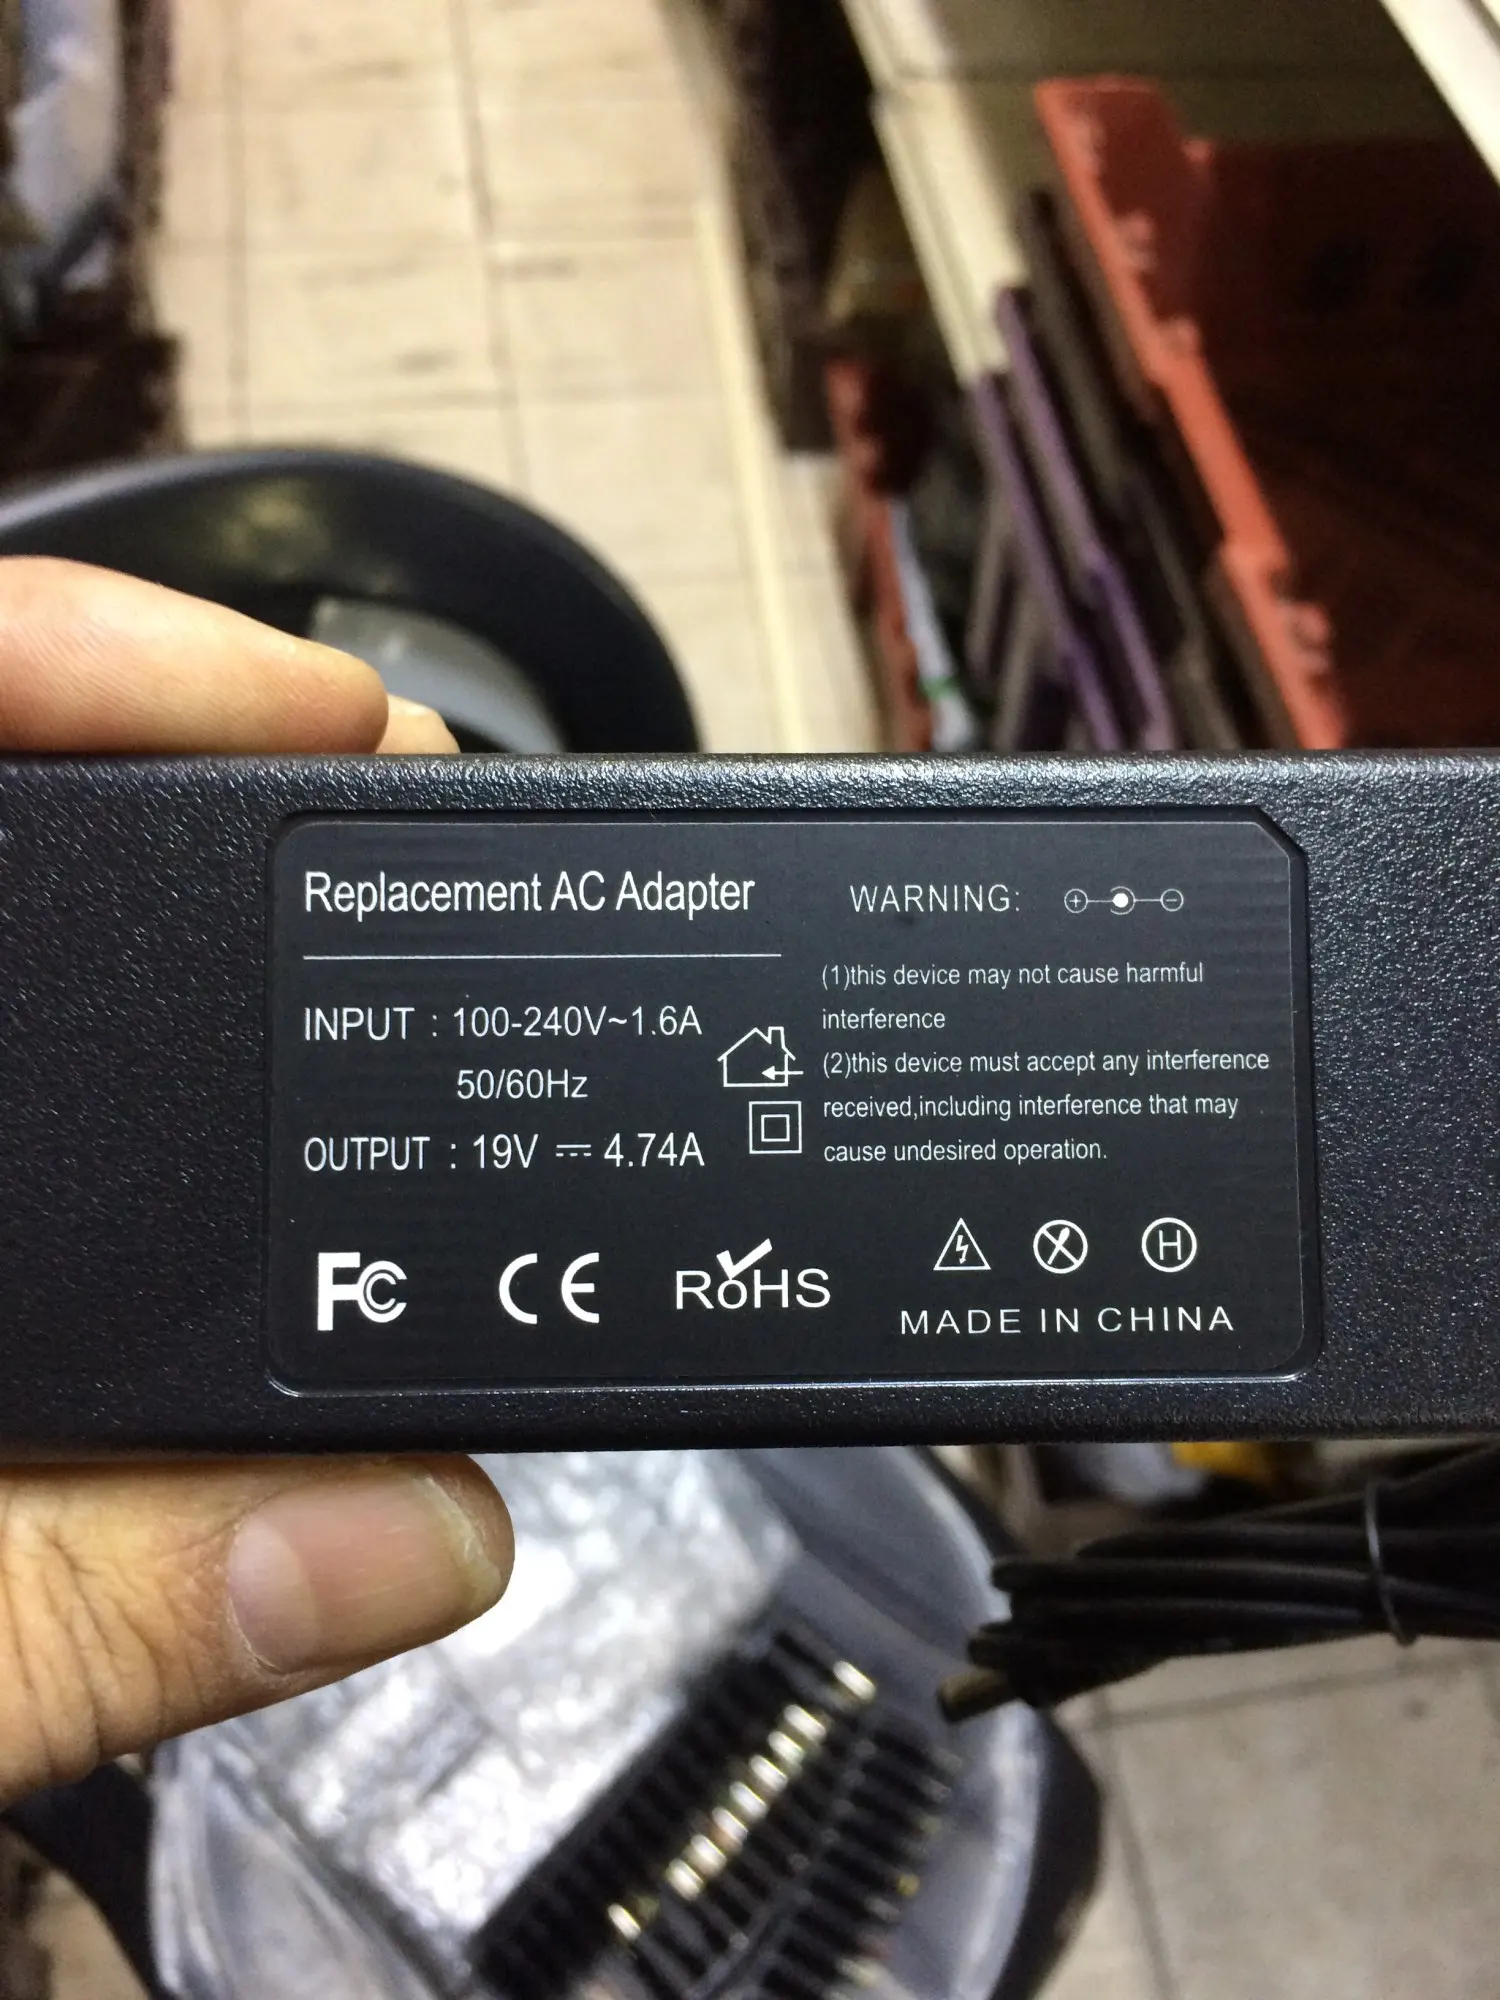 Replacement AC Adapter
INPUT : 100-240V~1.6A
50/60Hz
OUTPUT : 19V ⎓ 4.74A
WARNING:
(1)this device may not cause harmful
interference
(2)this device must accept any interference
received,including interference that may
cause undesired operation.
FC CE RoHS
H
MADE IN CHINA